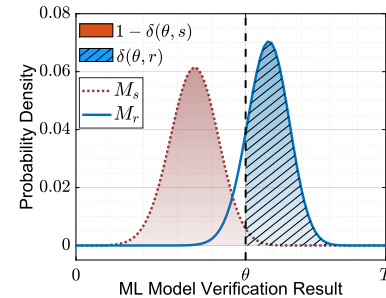 0.08
0.06
0.04
0.02
0
Probability Density
1 − δ(θ, s)
δ(θ, r)
M_s
M_r
0 θ T
ML Model Verification Result